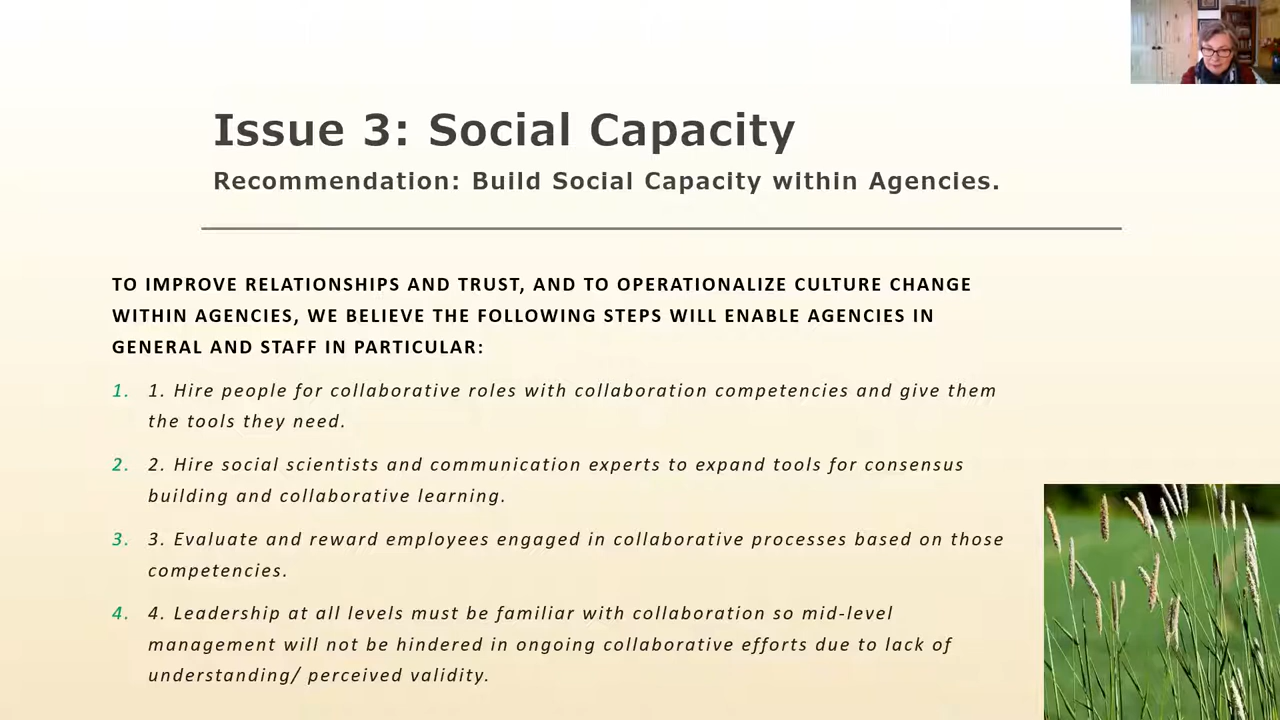 Issue 3: Social Capacity
Recommendation: Build Social Capacity within Agencies.
TO IMPROVE RELATIONSHIPS AND TRUST, AND TO OPERATIONALIZE CULTURE CHANGE
WITHIN AGENCIES, WE BELIEVE THE FOLLOWING STEPS WILL ENABLE AGENCIES IN
GENERAL AND STAFF IN PARTICULAR:
1. 1. Hire people for collaborative roles with collaboration competencies and give them
the tools they need.
2. 2. Hire social scientists and communication experts to expand tools for consensus
building and collaborative learning.
3. 3. Evaluate and reward employees engaged in collaborative processes based on those
competencies.
4. 4. Leadership at all levels must be familiar with collaboration so mid-level
management will not be hindered in ongoing collaborative efforts due to lack of
understanding/ perceived validity.